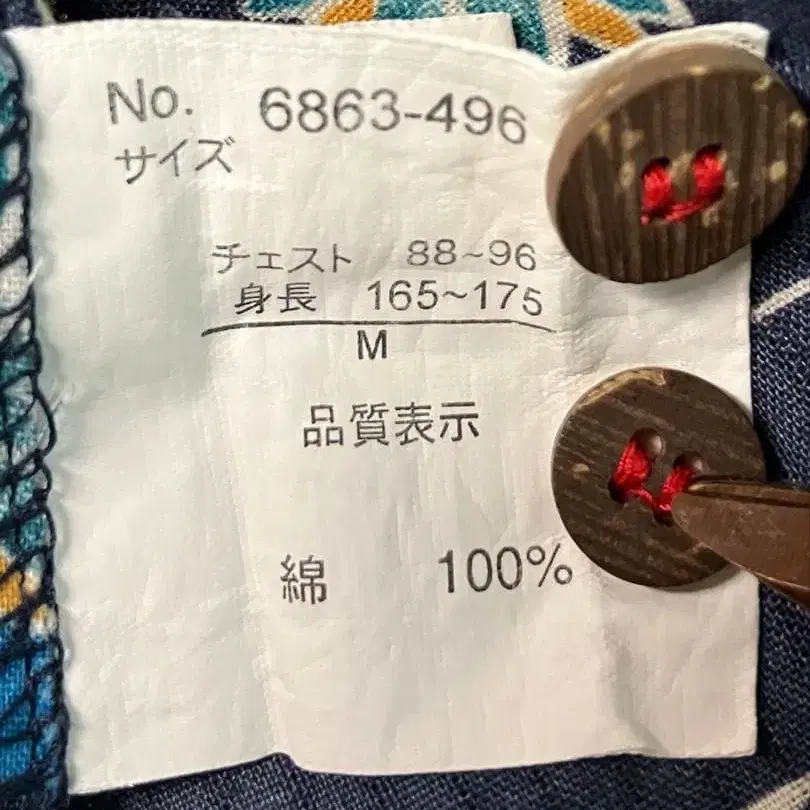 No. 6863-496
サイズ
チェスト 88~96
身長 165~175
M
品質表示
綿 100%